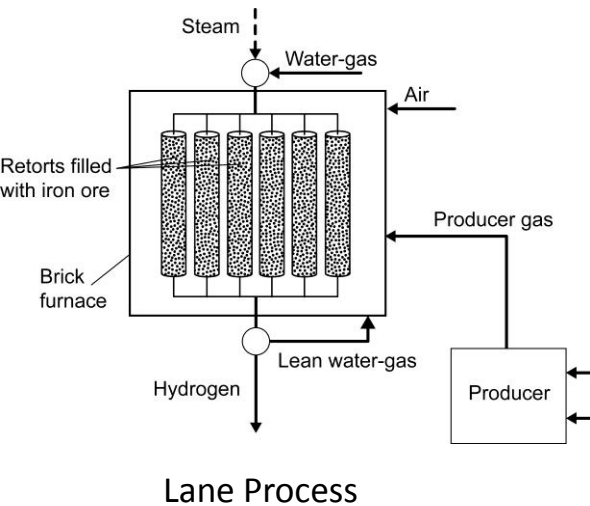 Steam
Water-gas
Air
Retorts filled
with iron ore
Producer gas
Brick
furnace
Lean water-gas
Hydrogen
Producer
Lane Process